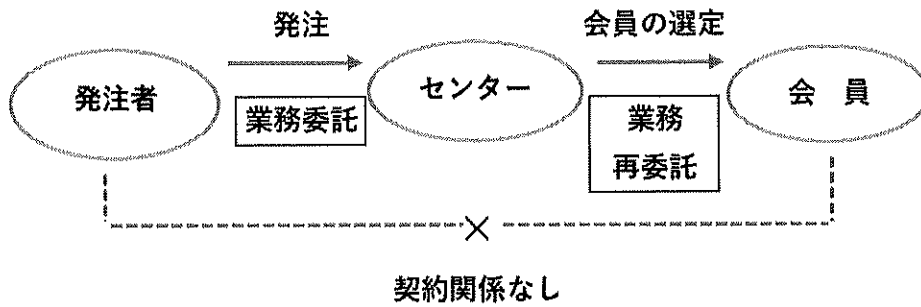 発注
会員の選定
発注者
センター
会　員
業務委託
業務
再委託
契約関係なし